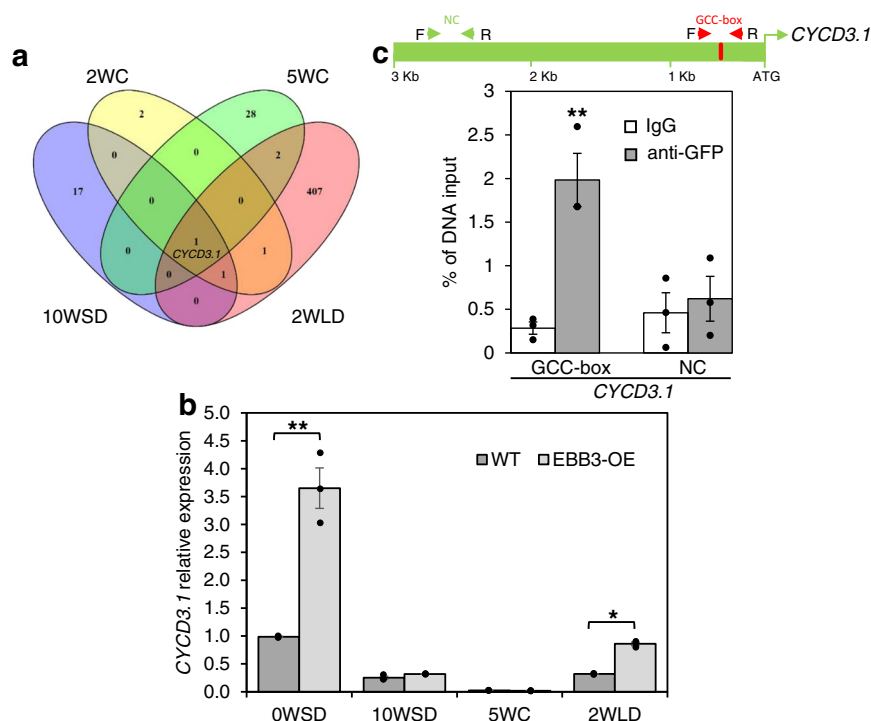 a
2WC
5WC
2
28
0
0
2
17
0
0
407
1
CYCD3.1
0
0
1
1
0
10WSD
2WLD
c
NC
GCC-box
F
R
F
R
CYCD3.1
3 Kb
2 Kb
1 Kb
ATG
% of DNA input
3
2.5
2
1.5
1
0.5
0
**
IgG
anti-GFP
GCC-box
NC
CYCD3.1
b
CYCD3.1 relative expression
5.0
4.5
4.0
3.5
3.0
2.5
2.0
1.5
1.0
0.5
0.0
**
*
WT
EBB3-OE
0WSD
10WSD
5WC
2WLD